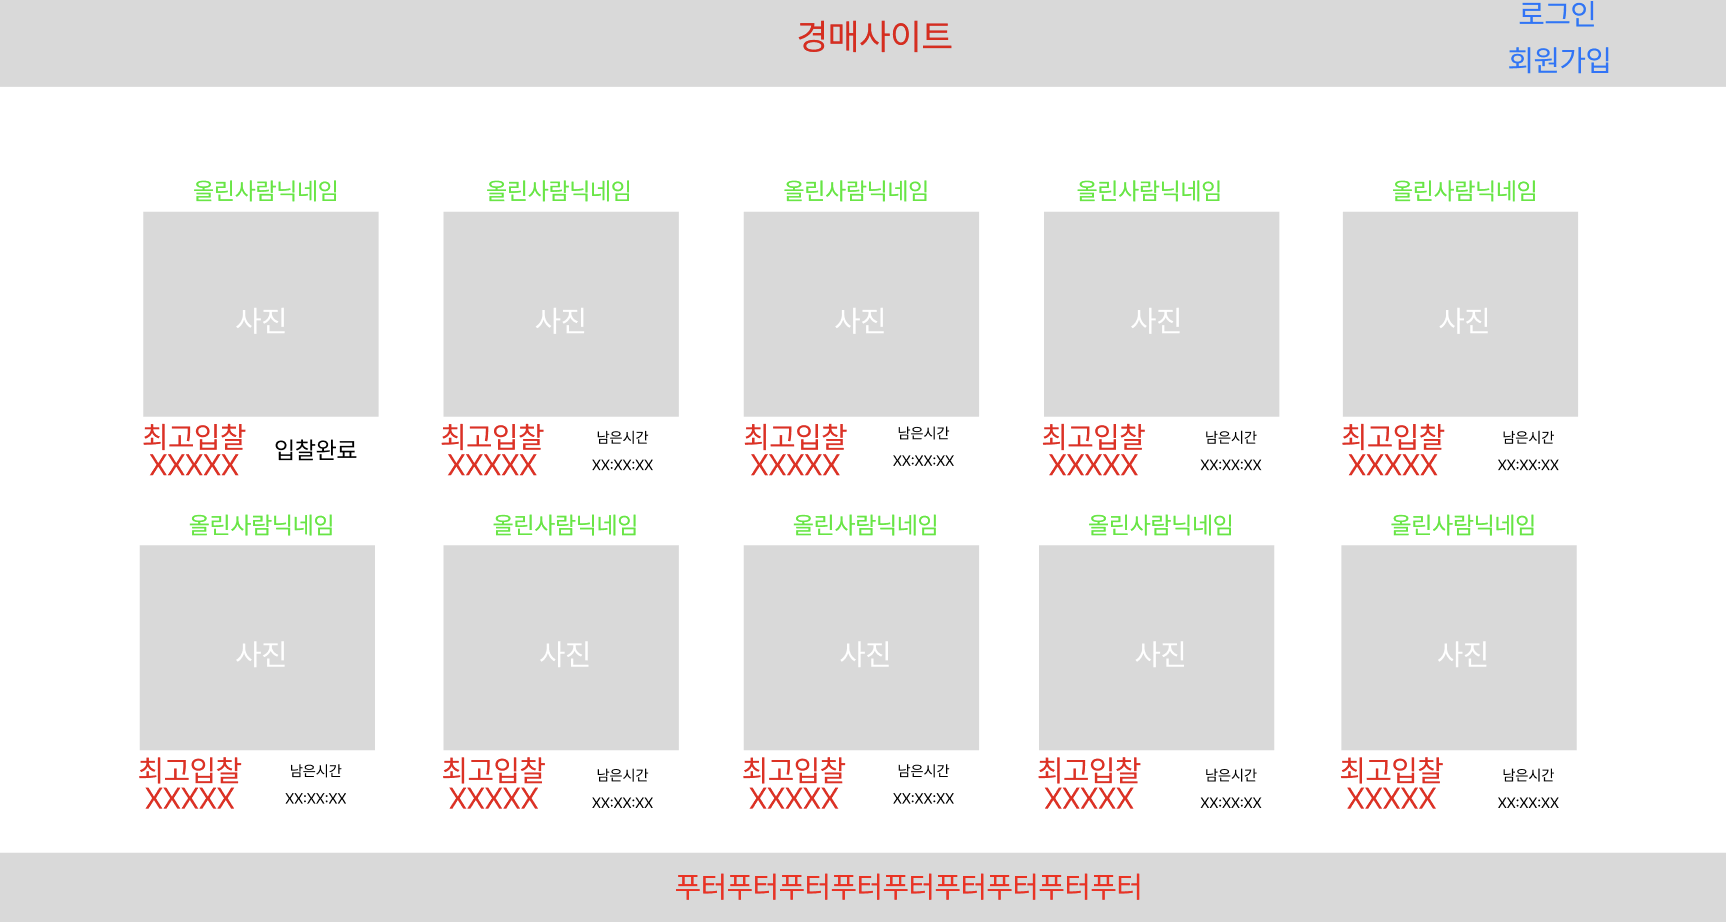 경매사이트
로그인
회원가입
올린사람닉네임 올린사람닉네임 올린사람닉네임 올린사람닉네임 올린사람닉네임
사진 사진 사진 사진 사진
최고입찰 입찰완료 최고입찰 남은시간 최고입찰 남은시간 최고입찰 남은시간 최고입찰 남은시간
XXXXX XXXXX XX:XX:XX XXXXX XX:XX:XX XXXXX XX:XX:XX XXXXX XX:XX:XX
올린사람닉네임 올린사람닉네임 올린사람닉네임 올린사람닉네임 올린사람닉네임
사진 사진 사진 사진 사진
최고입찰 남은시간 최고입찰 남은시간 최고입찰 남은시간 최고입찰 남은시간 최고입찰 남은시간
XXXXX XX:XX:XX XXXXX XX:XX:XX XXXXX XX:XX:XX XXXXX XX:XX:XX XXXXX XX:XX:XX
푸터푸터푸터푸터푸터푸터푸터푸터푸터